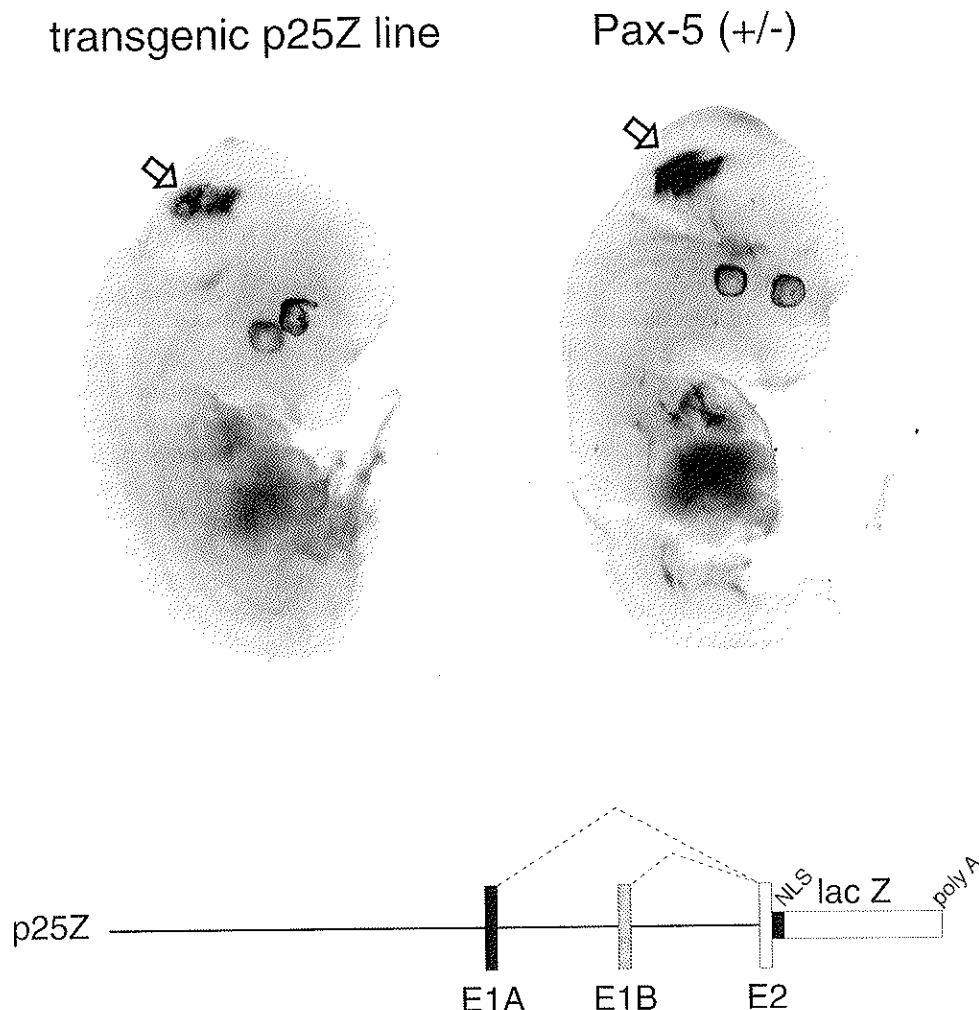 transgenic p25Z line
Pax-5 (+/-)
p25Z
NLS
lac Z
poly A
E1A
E1B
E2